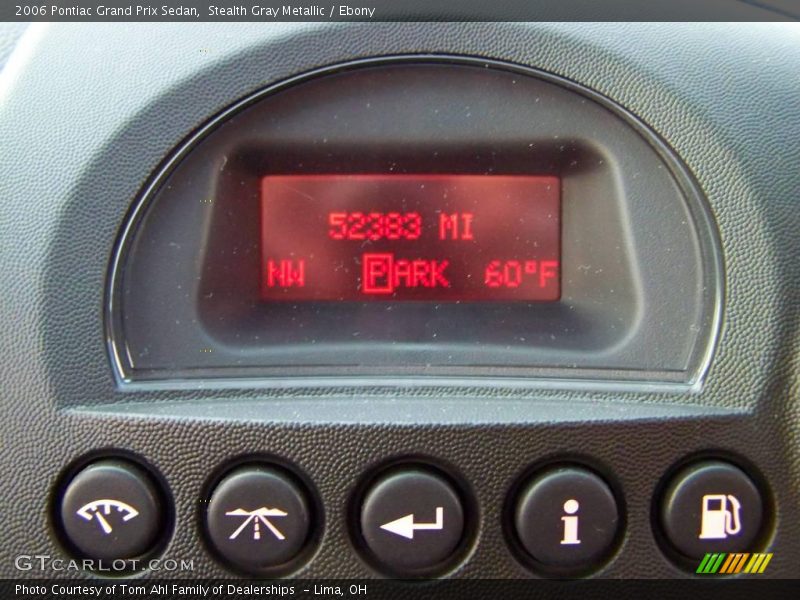 2006 Pontiac Grand Prix Sedan, Stealth Gray Metallic / Ebony
52383 MI
NW PARK 60°F
GTCARLOT.COM
Photo Courtesy of Tom Ahl Family of Dealerships - Lima, OH